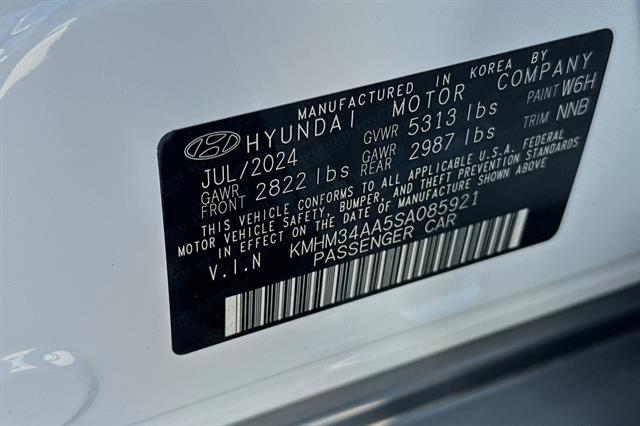 MANUFACTURED IN KOREA BY
HYUNDAI MOTOR COMPANY
JUL/2024 GVWR 5313 lbs PAINT W6H
GAWR FRONT 2822 lbs GAWR REAR 2987 lbs TRIM NNB
THIS VEHICLE CONFORMS TO ALL APPLICABLE U.S.A. FEDERAL
MOTOR VEHICLE SAFETY, BUMPER, AND THEFT PREVENTION STANDARDS
IN EFFECT ON THE DATE OF MANUFACTURE SHOWN ABOVE.
V.I.N KMHM34AA5SA085921
PASSENGER CAR